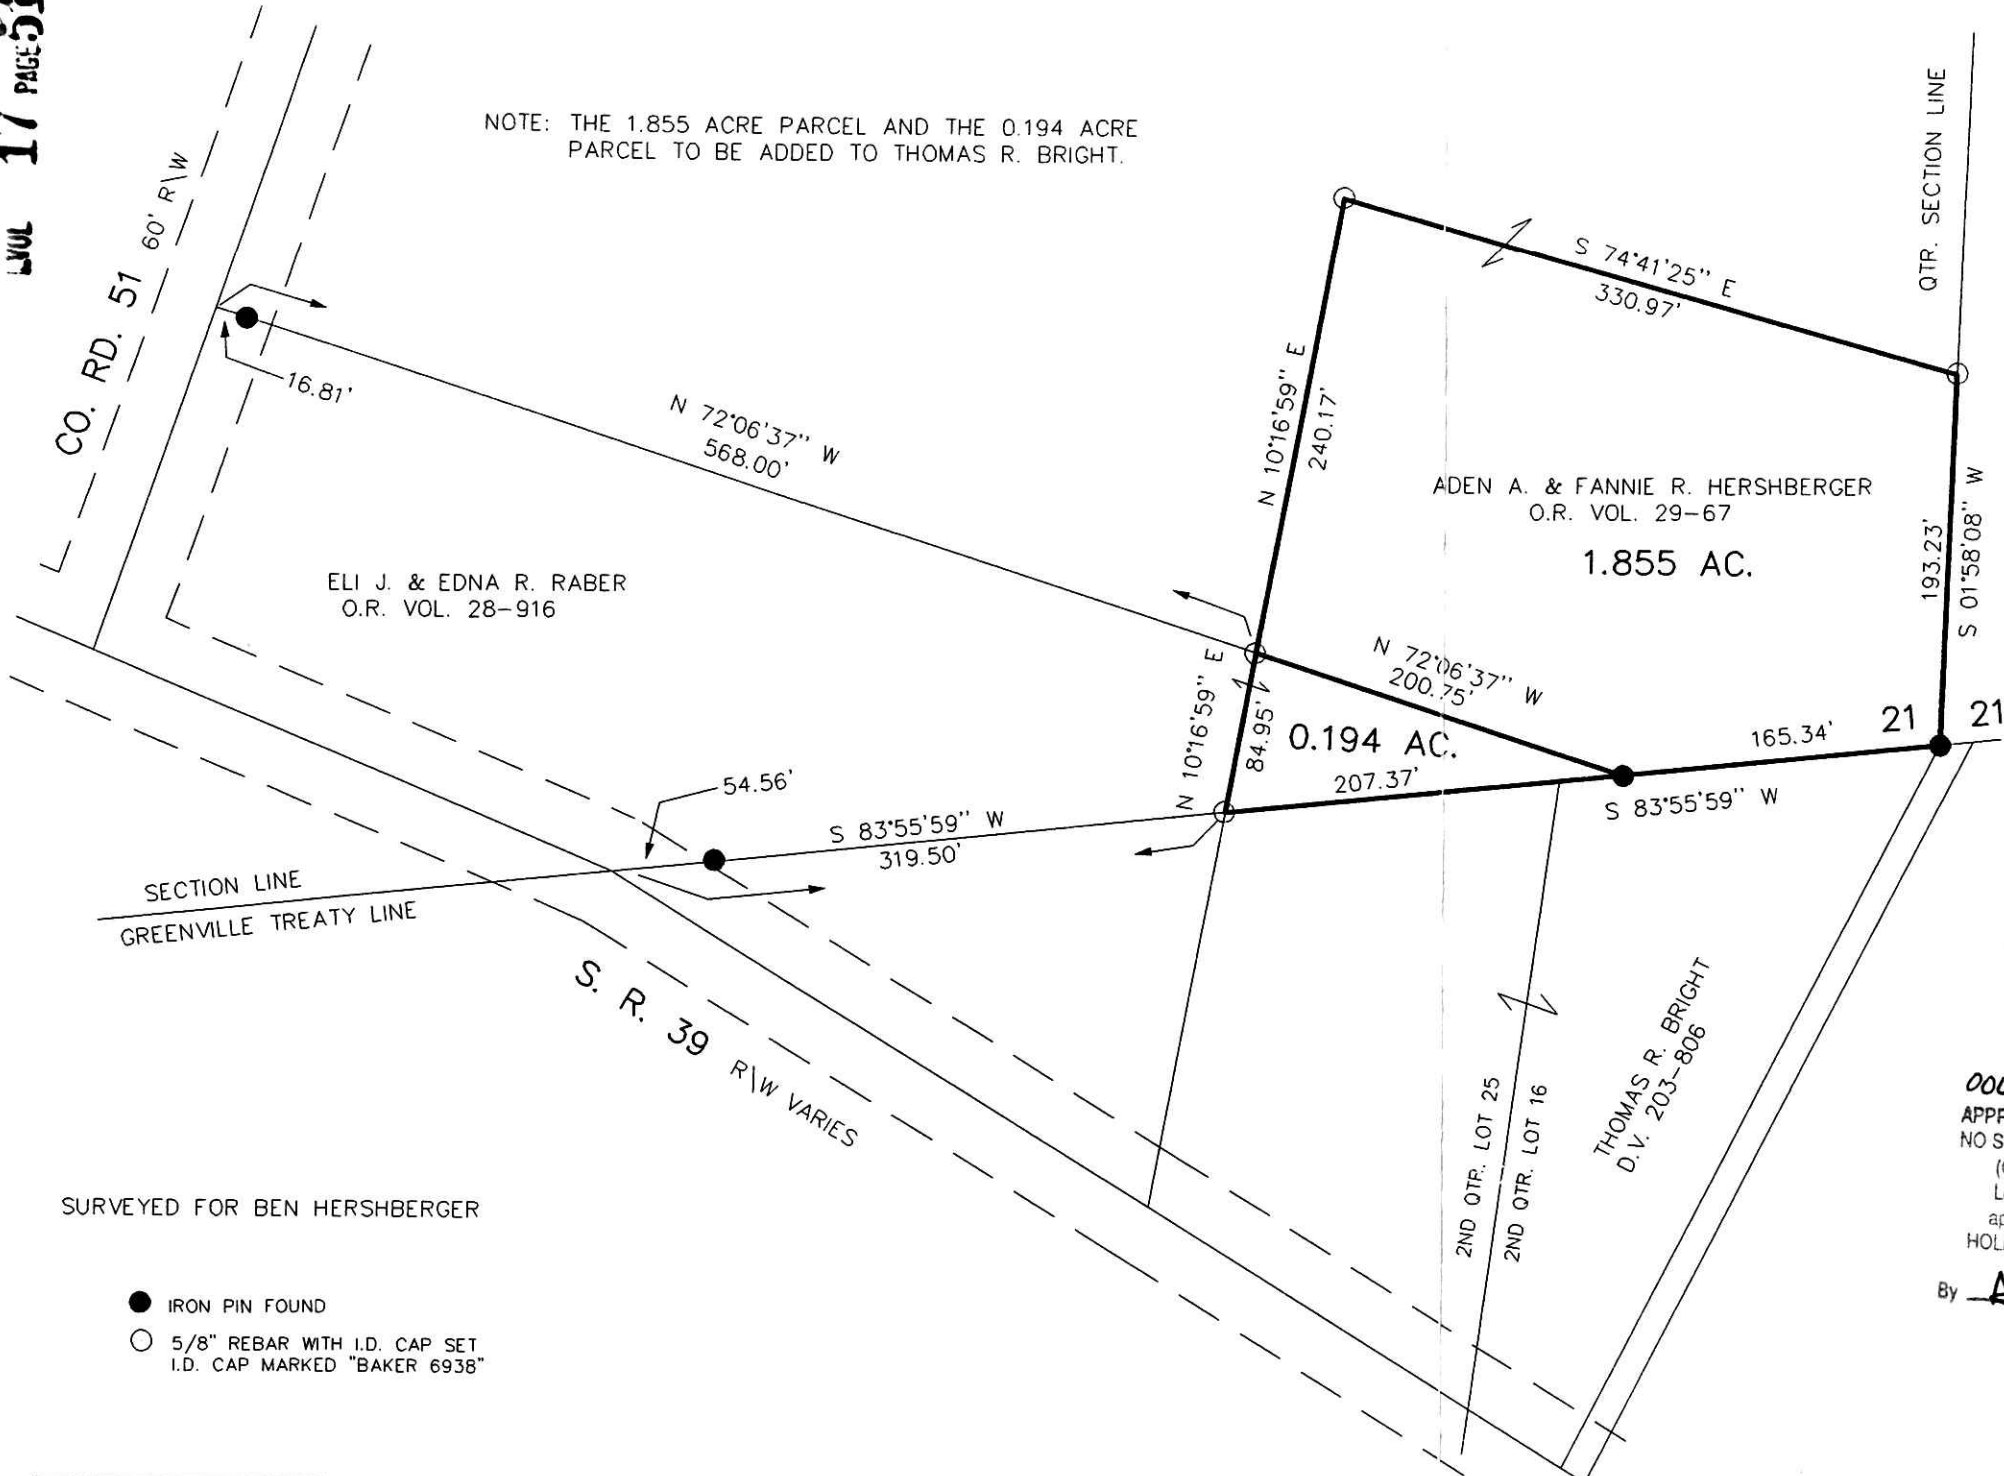 17 PAGE
NOTE: THE 1.855 ACRE PARCEL AND THE 0.194 ACRE
PARCEL TO BE ADDED TO THOMAS R. BRIGHT.
QTR. SECTION LINE
CO. RD. 51 60' R\W
16.81'
N 72°06'37" W
568.00'
S 74°41'25" E
330.97'
N 10°16'59" E
240.17'
ADEN A. & FANNIE R. HERSHBERGER
O.R. VOL. 29-67
1.855 AC.
193.23'
S 01°58'08" W
ELI J. & EDNA R. RABER
O.R. VOL. 28-916
N 72°06'37" W
200.75'
N 10°16'59" E
84.95'
0.194 AC.
207.37'
165.34'
21
21
S 83°55'59" W
54.56'
S 83°55'59" W
319.50'
SECTION LINE
GREENVILLE TREATY LINE
S. R. 39 R\W VARIES
2ND QTR. LOT 25
2ND QTR. LOT 16
THOMAS R. BRIGHT
D.V. 203-806
NO S
By
SURVEYED FOR BEN HERSHBERGER
IRON PIN FOUND
5/8" REBAR WITH I.D. CAP SET
I.D. CAP MARKED "BAKER 6938"